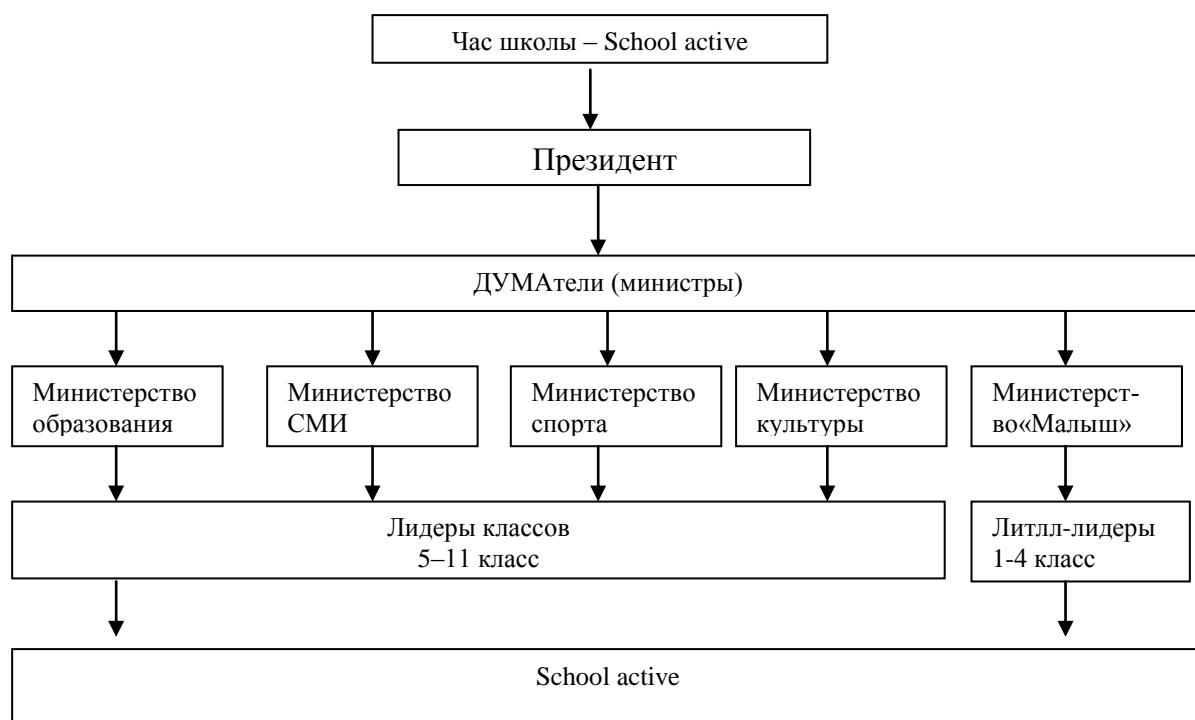 Час школы – School active
Президент
ДУМАтели (министры)
Министерство
образования
Министерство
СМИ
Министерство
спорта
Министерство
культуры
Министерст-
во«Малыш»
Лидеры классов
5–11 класс
Литлл-лидеры
1-4 класс
School active